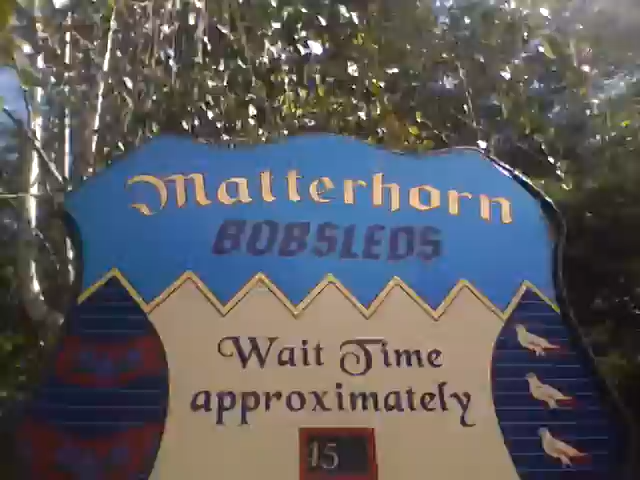 Matterhorn
BOBSLEDS
Wait Time
approximately
15